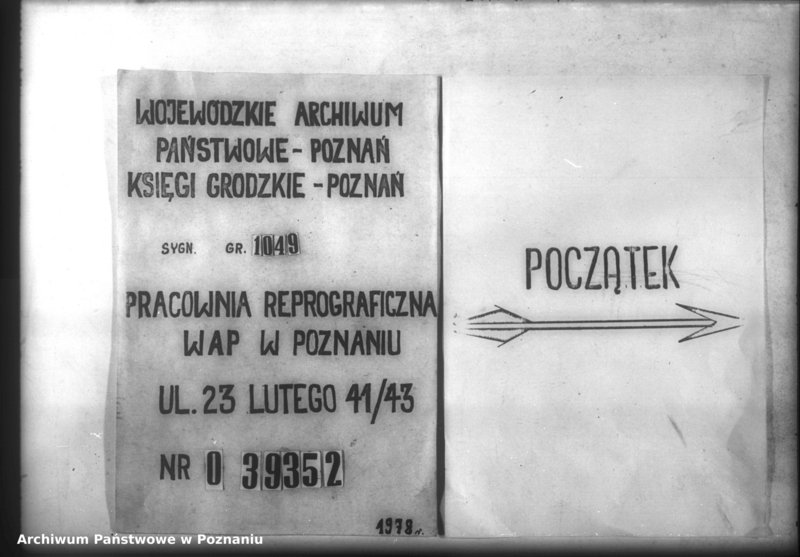 WOJEWÓDZKIE ARCHIWUM
PAŃSTWOWE - POZNAŃ
KSIĘGI GRODZKIE - POZNAŃ
SYGN. GR. 1049
PRACOWNIA REPROGRAFICZNA
WAP W POZNANIU
UL. 23 LUTEGO 41/43
NR 0 39352
1978 r.
POCZĄTEK
Archiwum Państwowe w Poznaniu